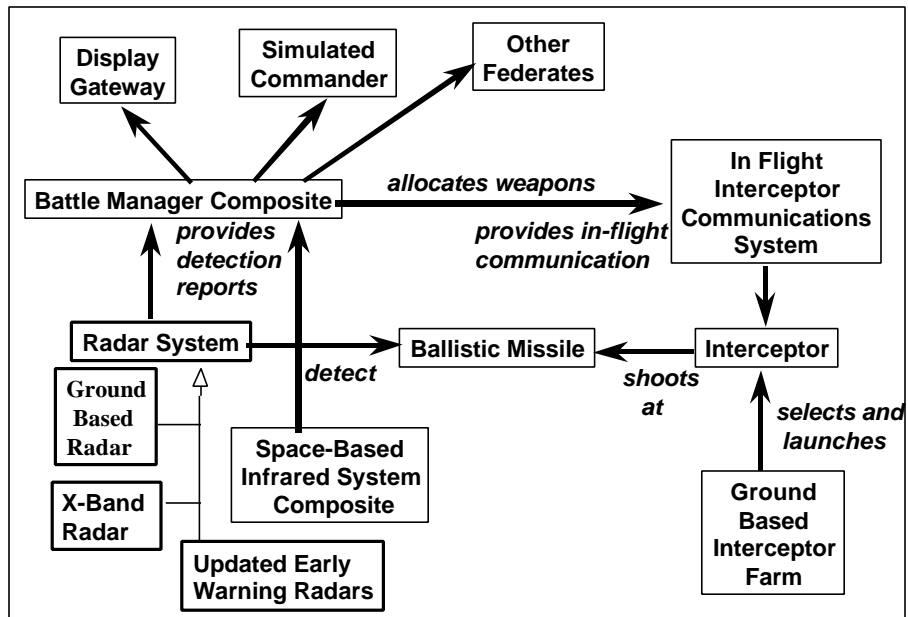 Display
Gateway
Simulated
Commander
Other
Federates
Battle Manager Composite
allocates weapons
In Flight
Interceptor
Communications
System
provides
detection
reports
provides in-flight
communication
Radar System
detect
Ballistic Missile
shoots
at
Interceptor
selects and
launches
Ground
Based
Radar
Space-Based
Infrared System
Composite
X-Band
Radar
Updated Early
Warning Radars
Ground
Based
Interceptor
Farm